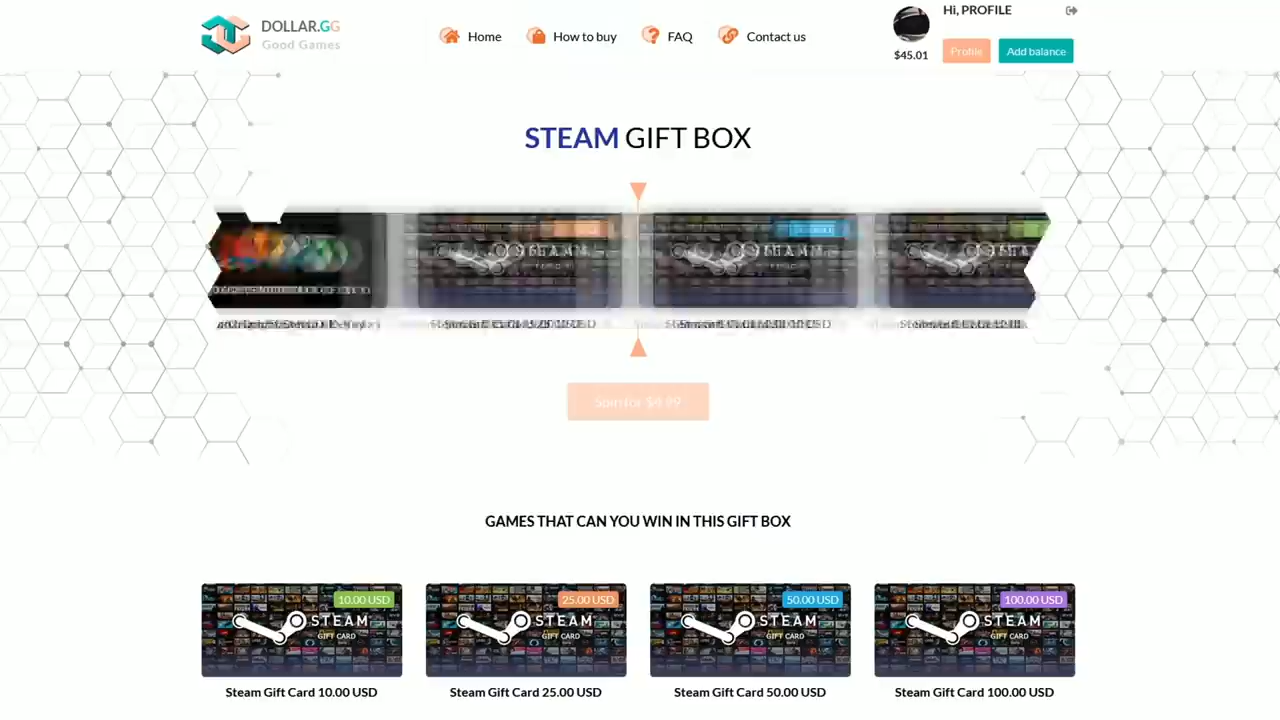 DOLLAR.GG
Good Games
Home
How to buy
FAQ
Contact us
Hi, PROFILE
$45.01
Profile
Add balance
STEAM GIFT BOX
Spin for
GAMES THAT CAN YOU WIN IN THIS GIFT BOX
10.00 USD
STEAM
GIFT CARD
25.00 USD
STEAM
GIFT CARD
50.00 USD
STEAM
GIFT CARD
100.00 USD
STEAM
GIFT CARD
Steam Gift Card 10.00 USD
Steam Gift Card 25.00 USD
Steam Gift Card 50.00 USD
Steam Gift Card 100.00 USD